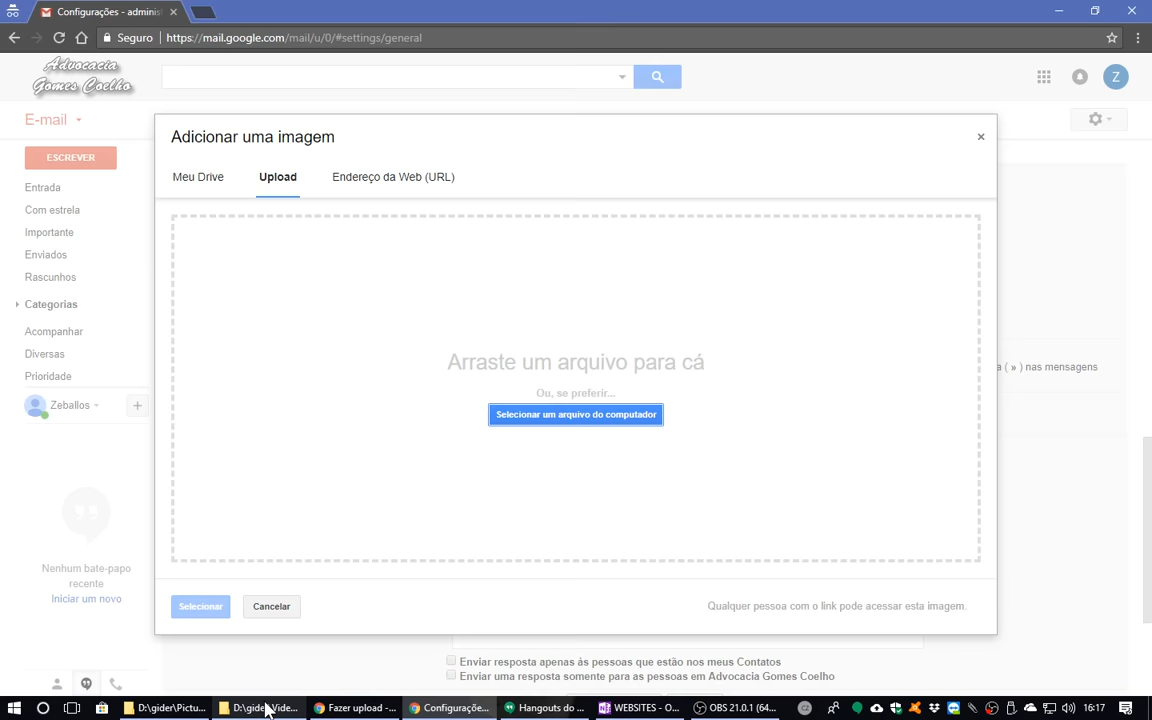 Configurações - adminis
Seguro https://mail.google.com/mail/u/0/#settings/general
Advocacia
Gomes Coelho
Z
E-mail
ESCREVER
Entrada
Com estrela
Importante
Enviados
Rascunhos
Categorias
Acompanhar
Diversas
Prioridade
Zeballos
Nenhum bate-papo
recente
Iniciar um novo
Adicionar uma imagem
Meu Drive Upload Endereço da Web (URL)
Arraste um arquivo para cá
Ou, se preferir...
Selecionar um arquivo do computador
Selecionar Cancelar Qualquer pessoa com o link pode acessar esta imagem.
a ( » ) nas mensagens
Enviar resposta apenas às pessoas que estão nos meus Contatos
Enviar uma resposta somente para as pessoas em Advocacia Gomes Coelho
D:\gider\Pictu... D:\gider\Vide... Fazer upload -... Configuraçõe... Hangouts do ... WEBSITES - O... OBS 21.0.1 (64... 16:17